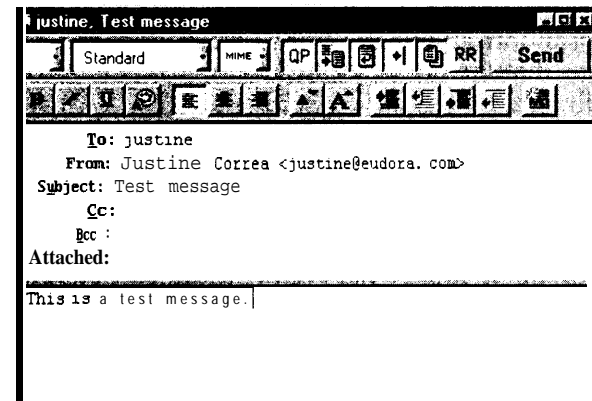 justine, Test message
Standard MIME QP RR Send
To: justine
From: Justine Correa <justine@eudora.com>
Subject: Test message
Cc:
Bcc :
Attached:
This is a test message.